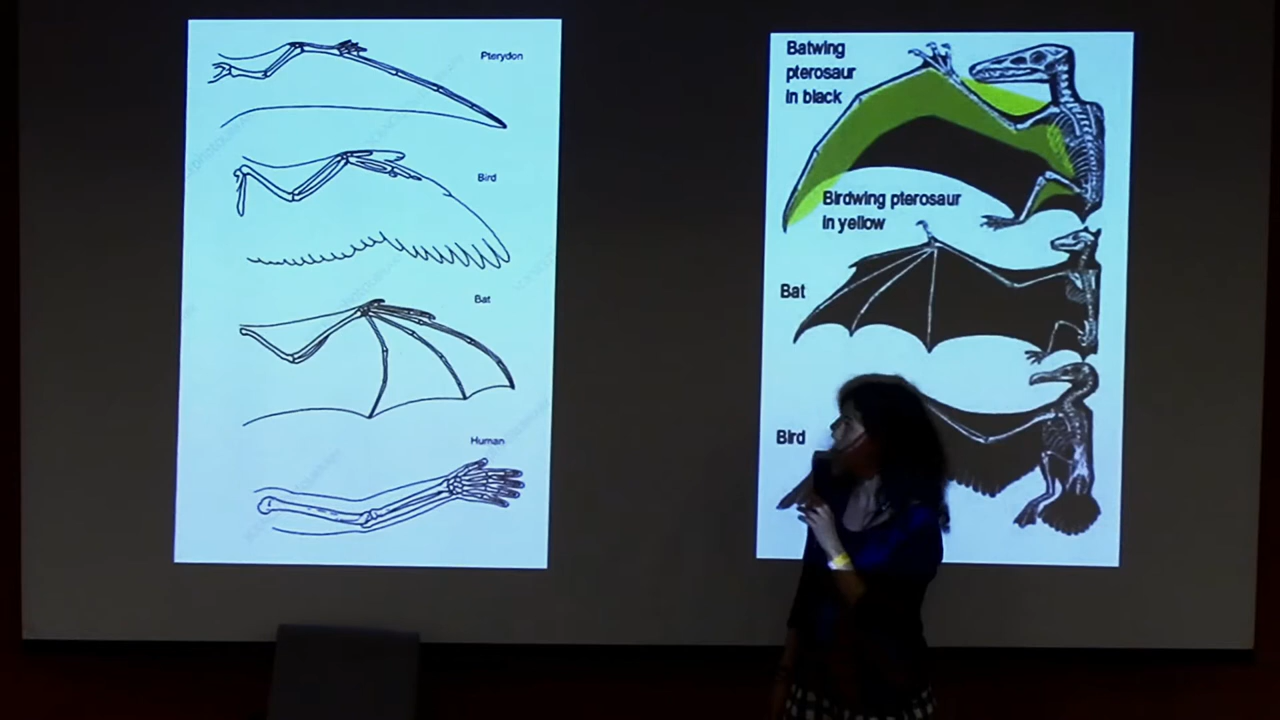 Pterydon
Bird
Bat
Human
Batwing
pterosaur
in black
Birdwing pterosaur
in yellow
Bat
Bird